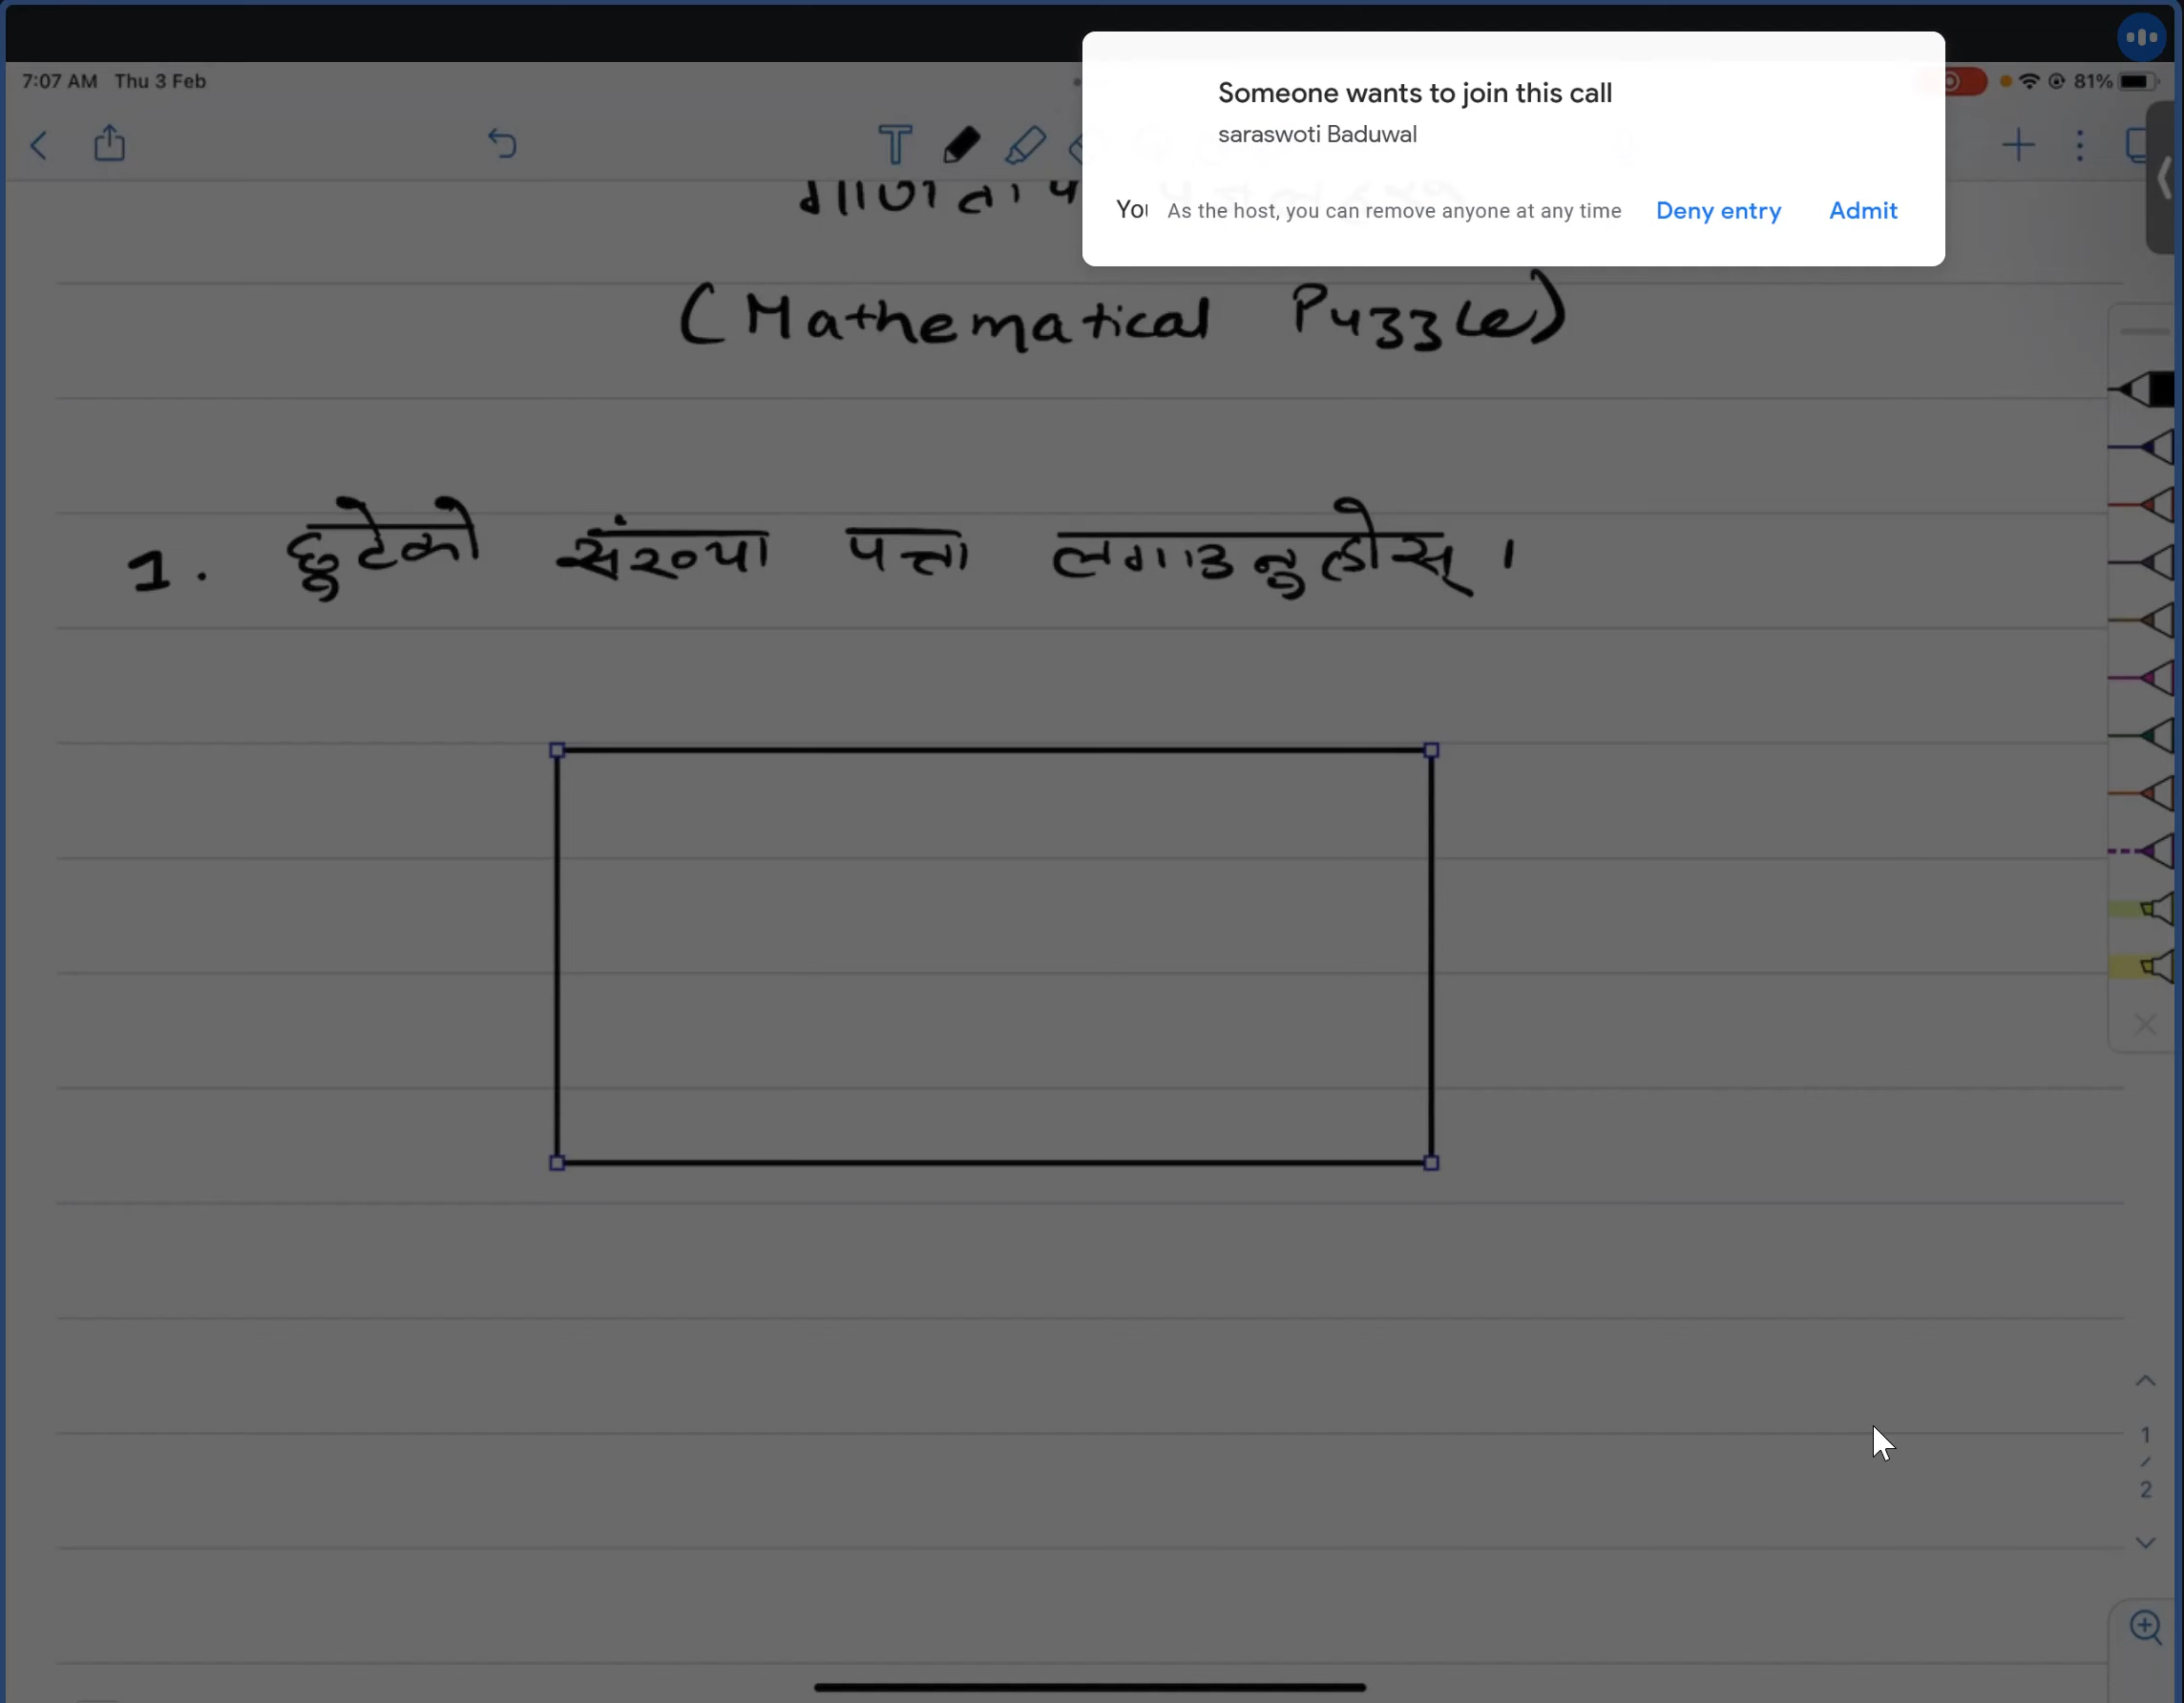 Someone wants to join this call
7:07 AM Thu 3 Feb
81%
saraswoti Baduwal
As the host, you can remove anyone at any time Deny entry Admit
(Mathematical Puzzle)
1. छुटेको संख्या पत्ता लगाउनुहोस् ।
1
2